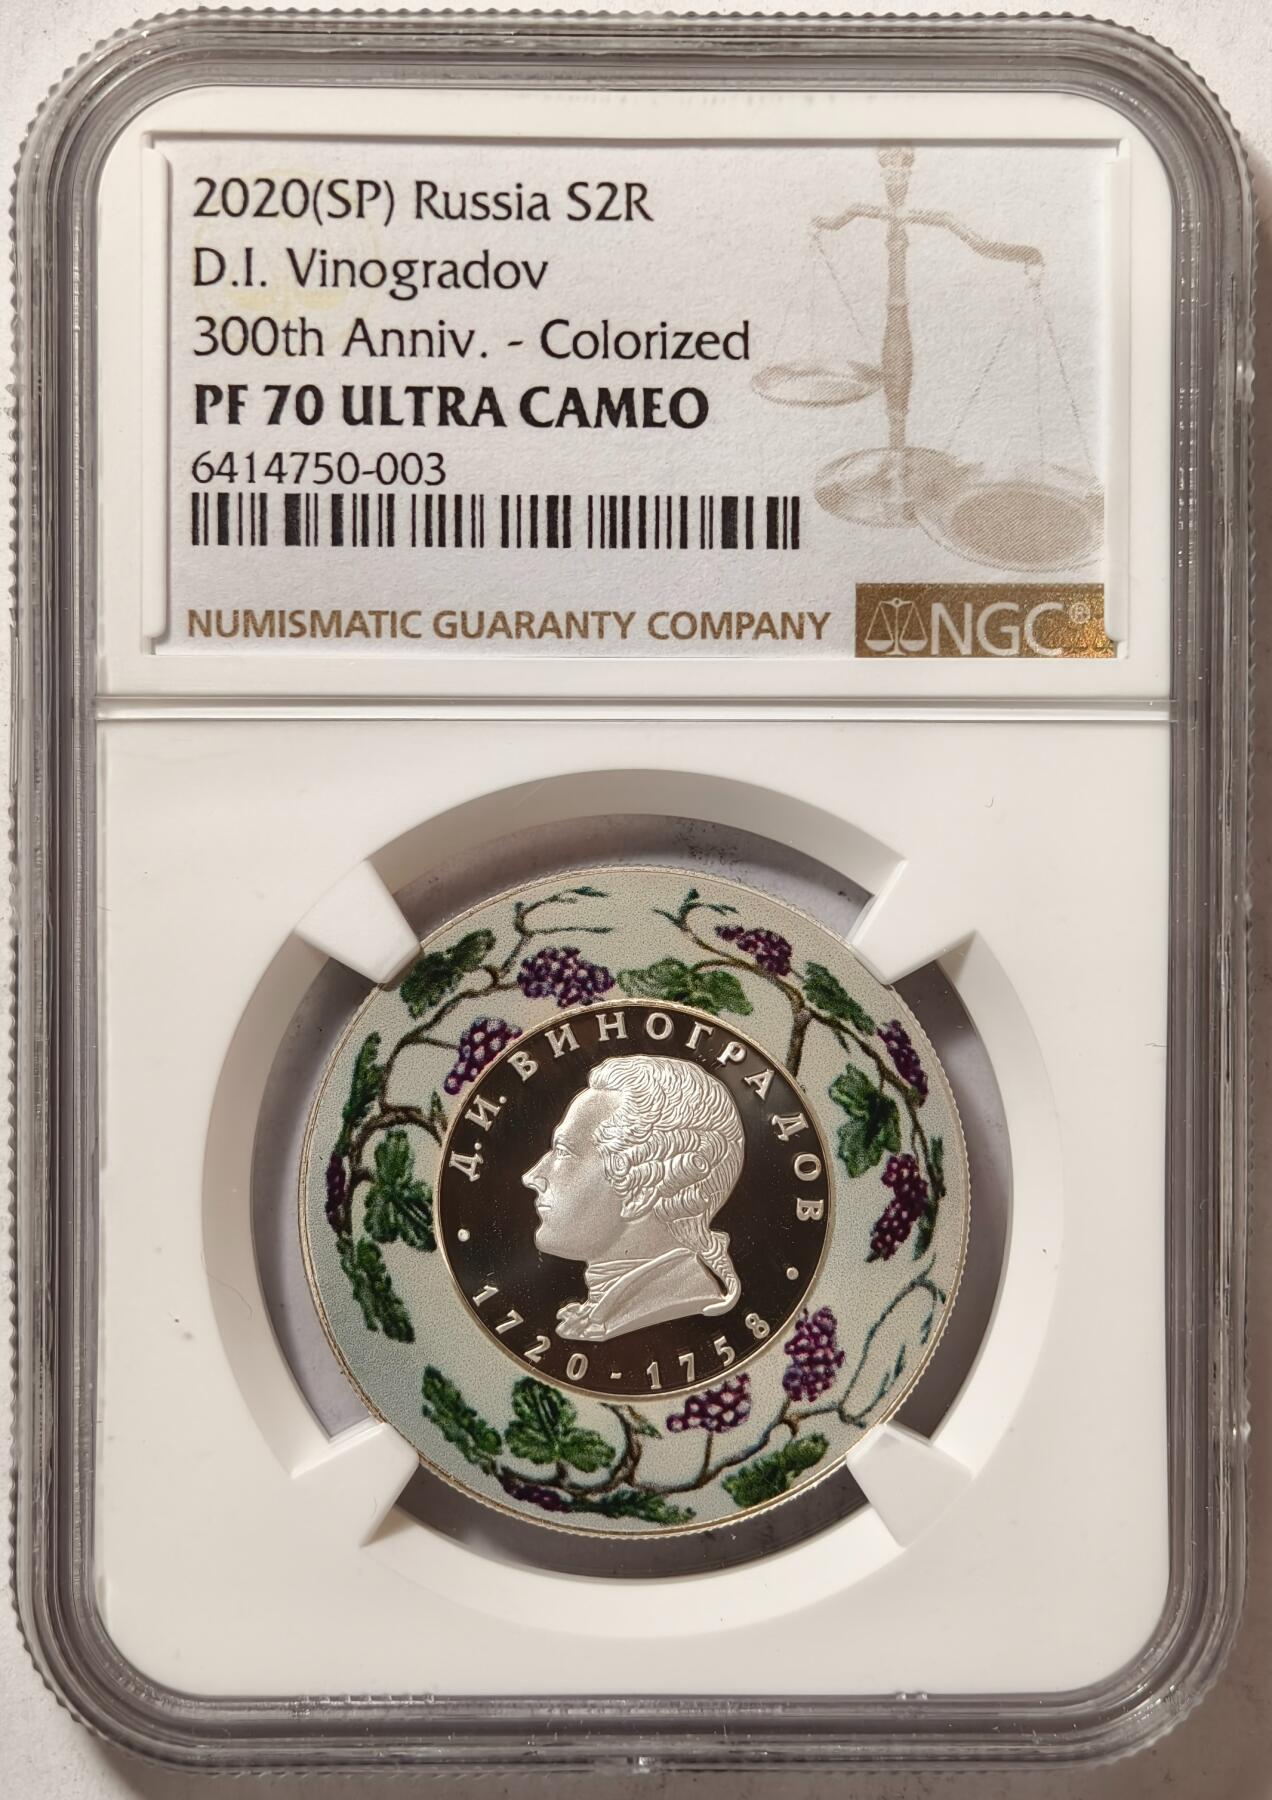 2020(SP) Russia S2R
D.I. Vinogradov
300th Anniv. - Colorized
PF 70 ULTRA CAMEO
6414750-003
NUMISMATIC GUARANTY COMPANY
NGC®
Д. И. ВИНОГРАДОВ
1720-1758